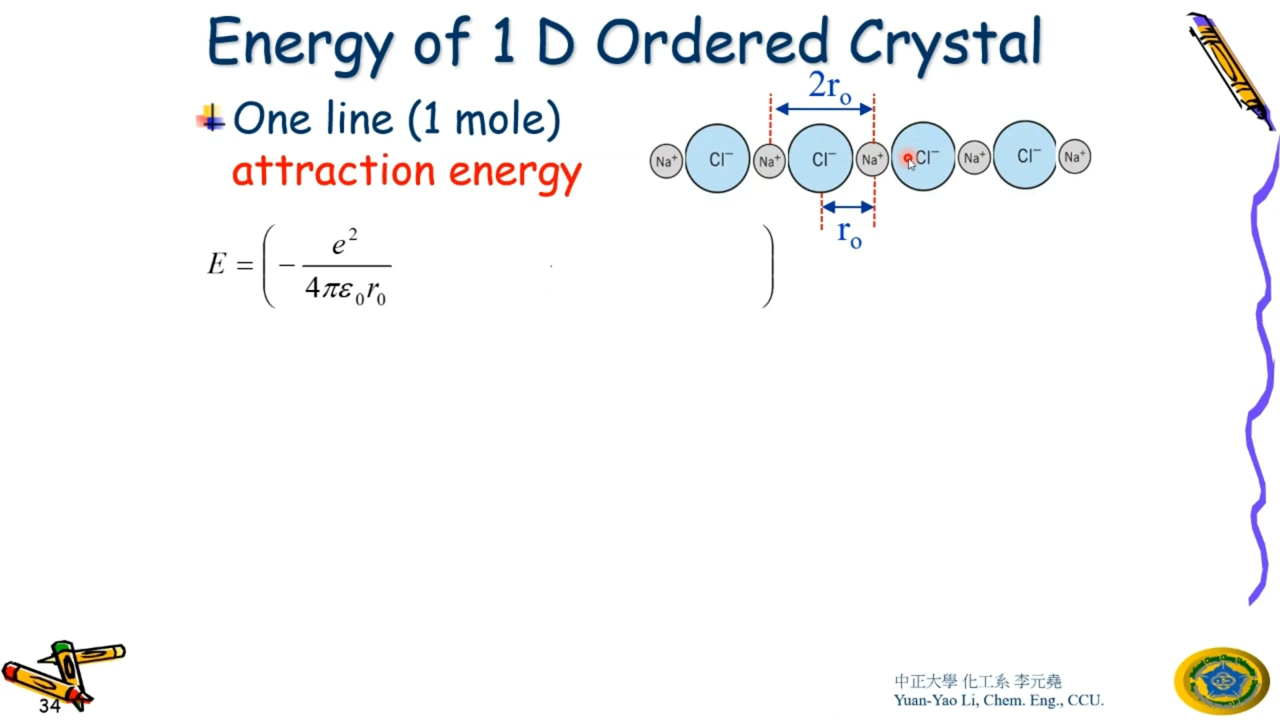 Energy of 1 D Ordered Crystal
One line (1 mole)
attraction energy
2r₀
Na⁺ Cl⁻ Na⁺ Cl⁻ Na⁺ Cl⁻ Na⁺ Cl⁻ Na⁺
r₀
E = ( − e² / 4πε₀r₀ )
中正大學 化工系 李元堯
Yuan-Yao Li, Chem. Eng., CCU.
34